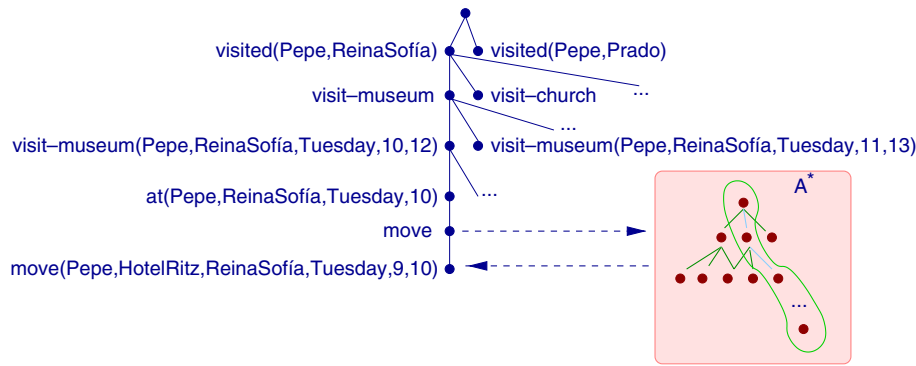 visited(Pepe,ReinaSofía) visited(Pepe,Prado)
...
visit–museum visit–church
...
visit–museum(Pepe,ReinaSofía,Tuesday,10,12) visit–museum(Pepe,ReinaSofía,Tuesday,11,13)
A*
at(Pepe,ReinaSofía,Tuesday,10) ...
move
move(Pepe,HotelRitz,ReinaSofía,Tuesday,9,10)
...